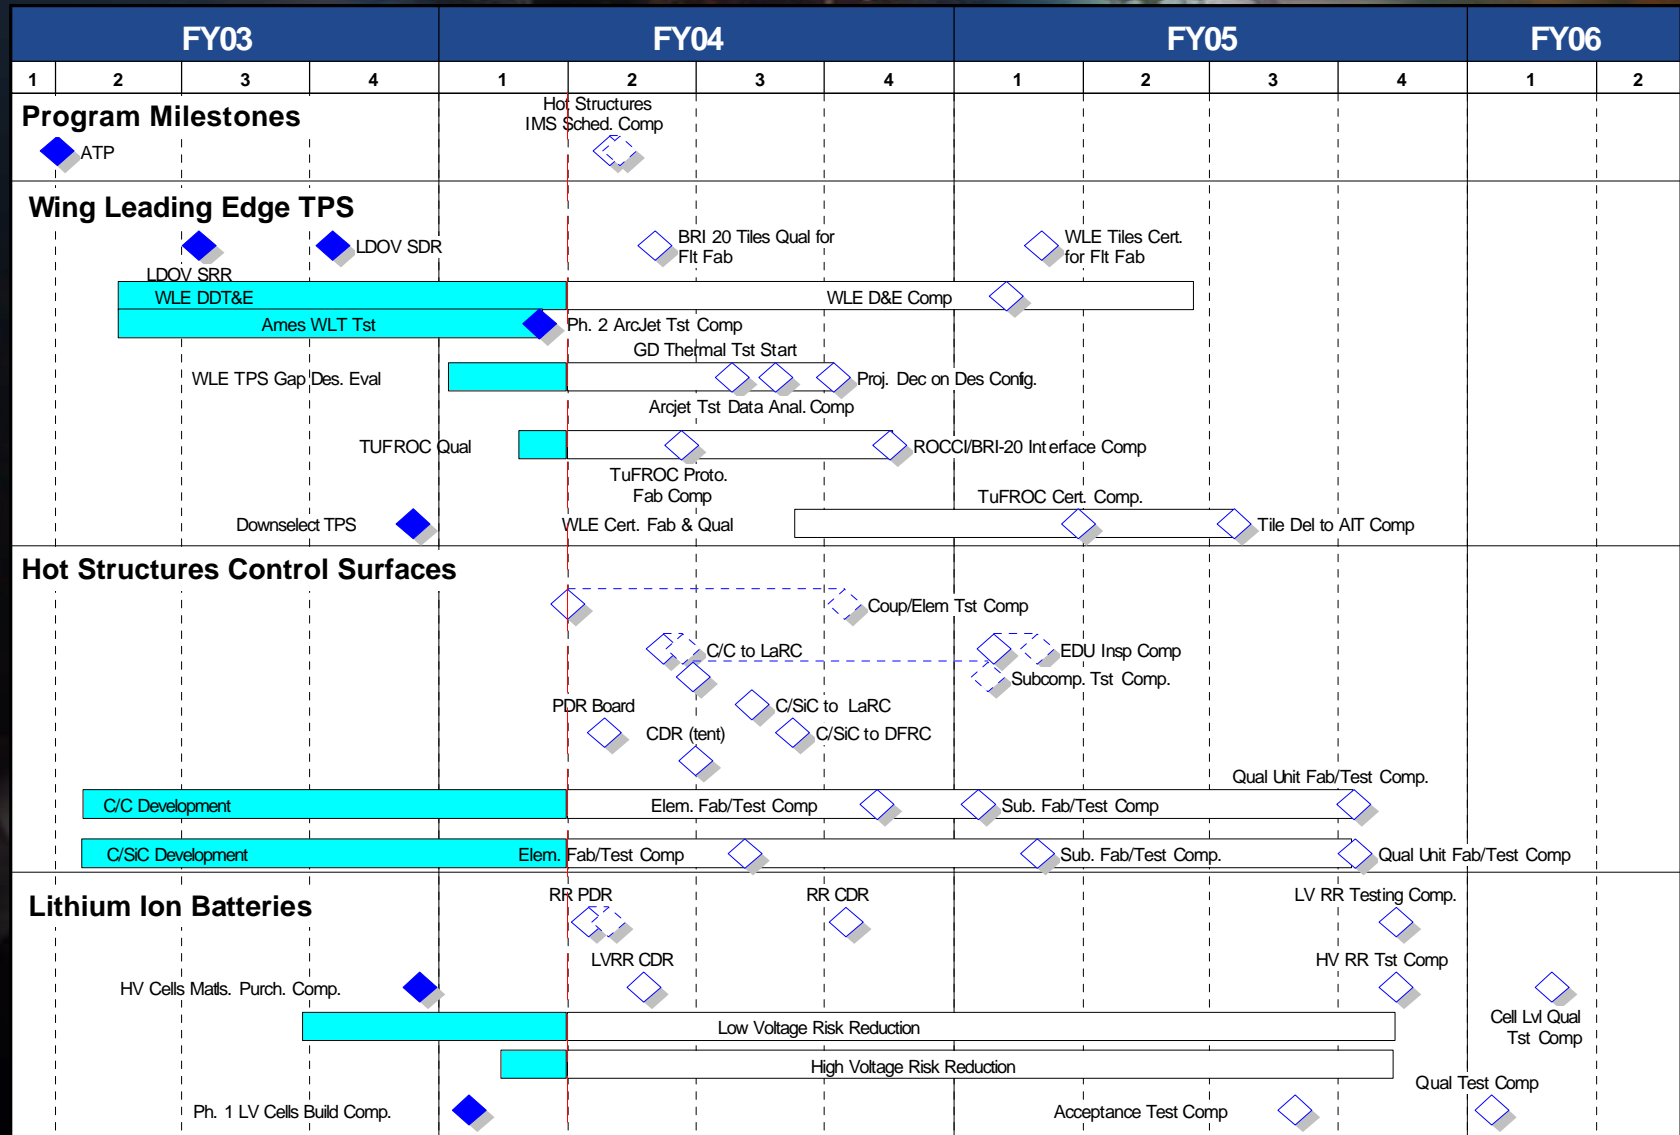 FY03 FY04 FY05 FY06
1 2 3 4 1 2 3 4 1 2 3 4 1 2
Program Milestones
Hot Structures
IMS Sched. Comp
ATP
Wing Leading Edge TPS
LDOV SRR
LDOV SDR
BRI 20 Tiles Qual for
Flt Fab
WLE Tiles Cert.
for Flt Fab
WLE DDT&E
WLE D&E Comp
Ames WLT Tst
Ph. 2 ArcJet Tst Comp
GD Thermal Tst Start
WLE TPS Gap Des. Eval
Proj. Dec on Des Config.
Arcjet Tst Data Anal. Comp
TUFROC Qual
ROCCI/BRI-20 Interface Comp
TuFROC Proto.
Fab Comp
TuFROC Cert. Comp.
Downselect TPS
WLE Cert. Fab & Qual
Tile Del to AIT Comp
Hot Structures Control Surfaces
Coup/Elem Tst Comp
C/C to LaRC
EDU Insp Comp
Subcomp. Tst Comp.
PDR Board
C/SiC to LaRC
CDR (tent)
C/SiC to DFRC
Qual Unit Fab/Test Comp.
C/C Development
Elem. Fab/Test Comp
Sub. Fab/Test Comp
C/SiC Development
Elem. Fab/Test Comp
Sub. Fab/Test Comp.
Qual Unit Fab/Test Comp
Lithium Ion Batteries
RR PDR
RR CDR
LV RR Testing Comp.
LVRR CDR
HV RR Tst Comp
HV Cells Matls. Purch. Comp.
Cell Lvl Qual
Tst Comp
Low Voltage Risk Reduction
High Voltage Risk Reduction
Qual Test Comp
Ph. 1 LV Cells Build Comp.
Acceptance Test Comp